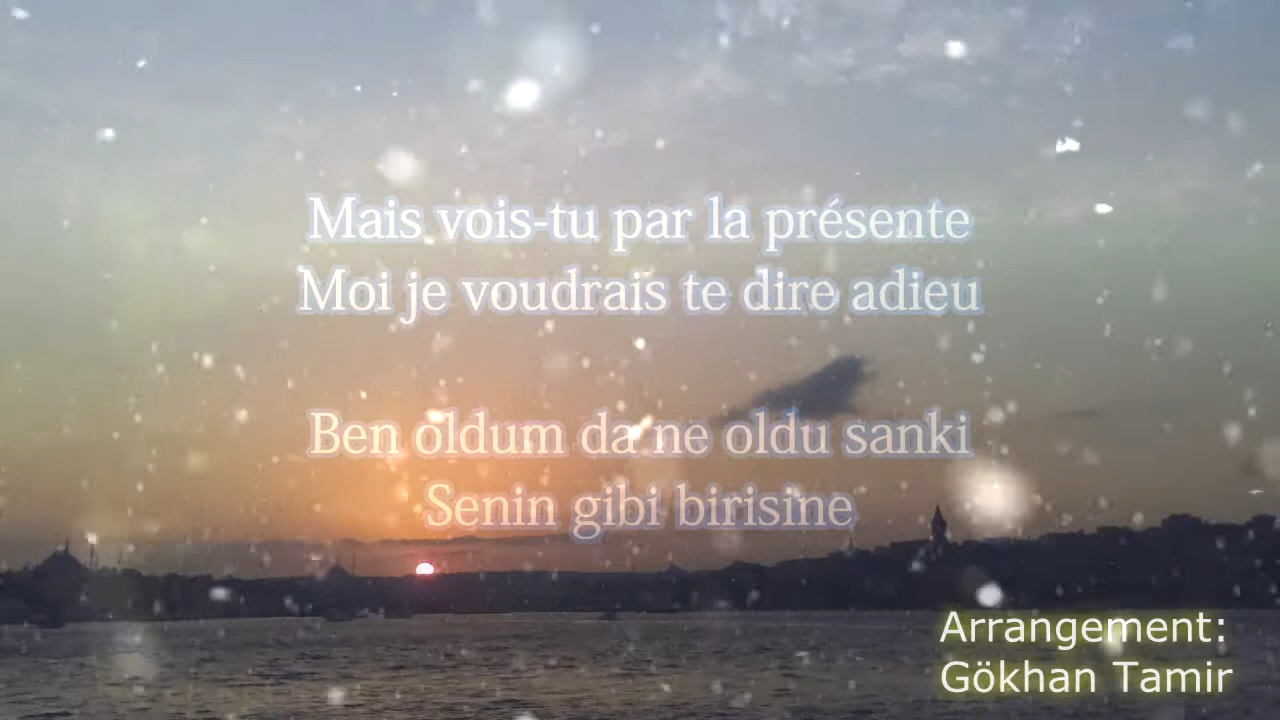 Mais vois-tu par la présente
Moi je voudrais te dire adieu
Ben oldum da ne oldu sanki
Senin gibi birisine
Arrangement:
Gökhan Tamir